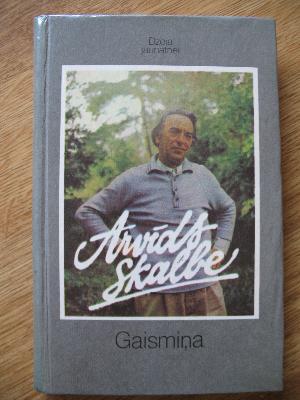 Dzeja
jaunatnei
Arvīds
Skalbe
Gaismiņa